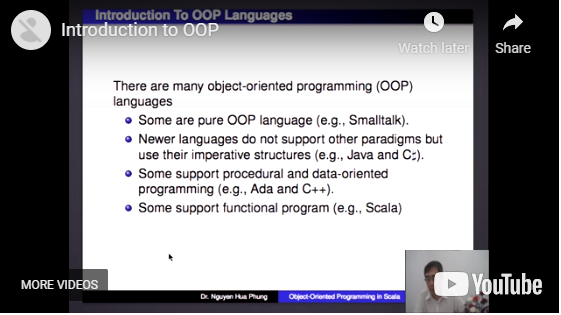 Introduction To OOP Languages
Introduction to OOP
Watch later
Share
There are many object-oriented programming (OOP)
languages
Some are pure OOP language (e.g., Smalltalk).
Newer languages do not support other paradigms but
use their imperative structures (e.g., Java and C♯).
Some support procedural and data-oriented
programming (e.g., Ada and C++).
Some support functional program (e.g., Scala)
MORE VIDEOS
YouTube
Dr. Nguyen Hua Phung
Object-Oriented Programming in Scala